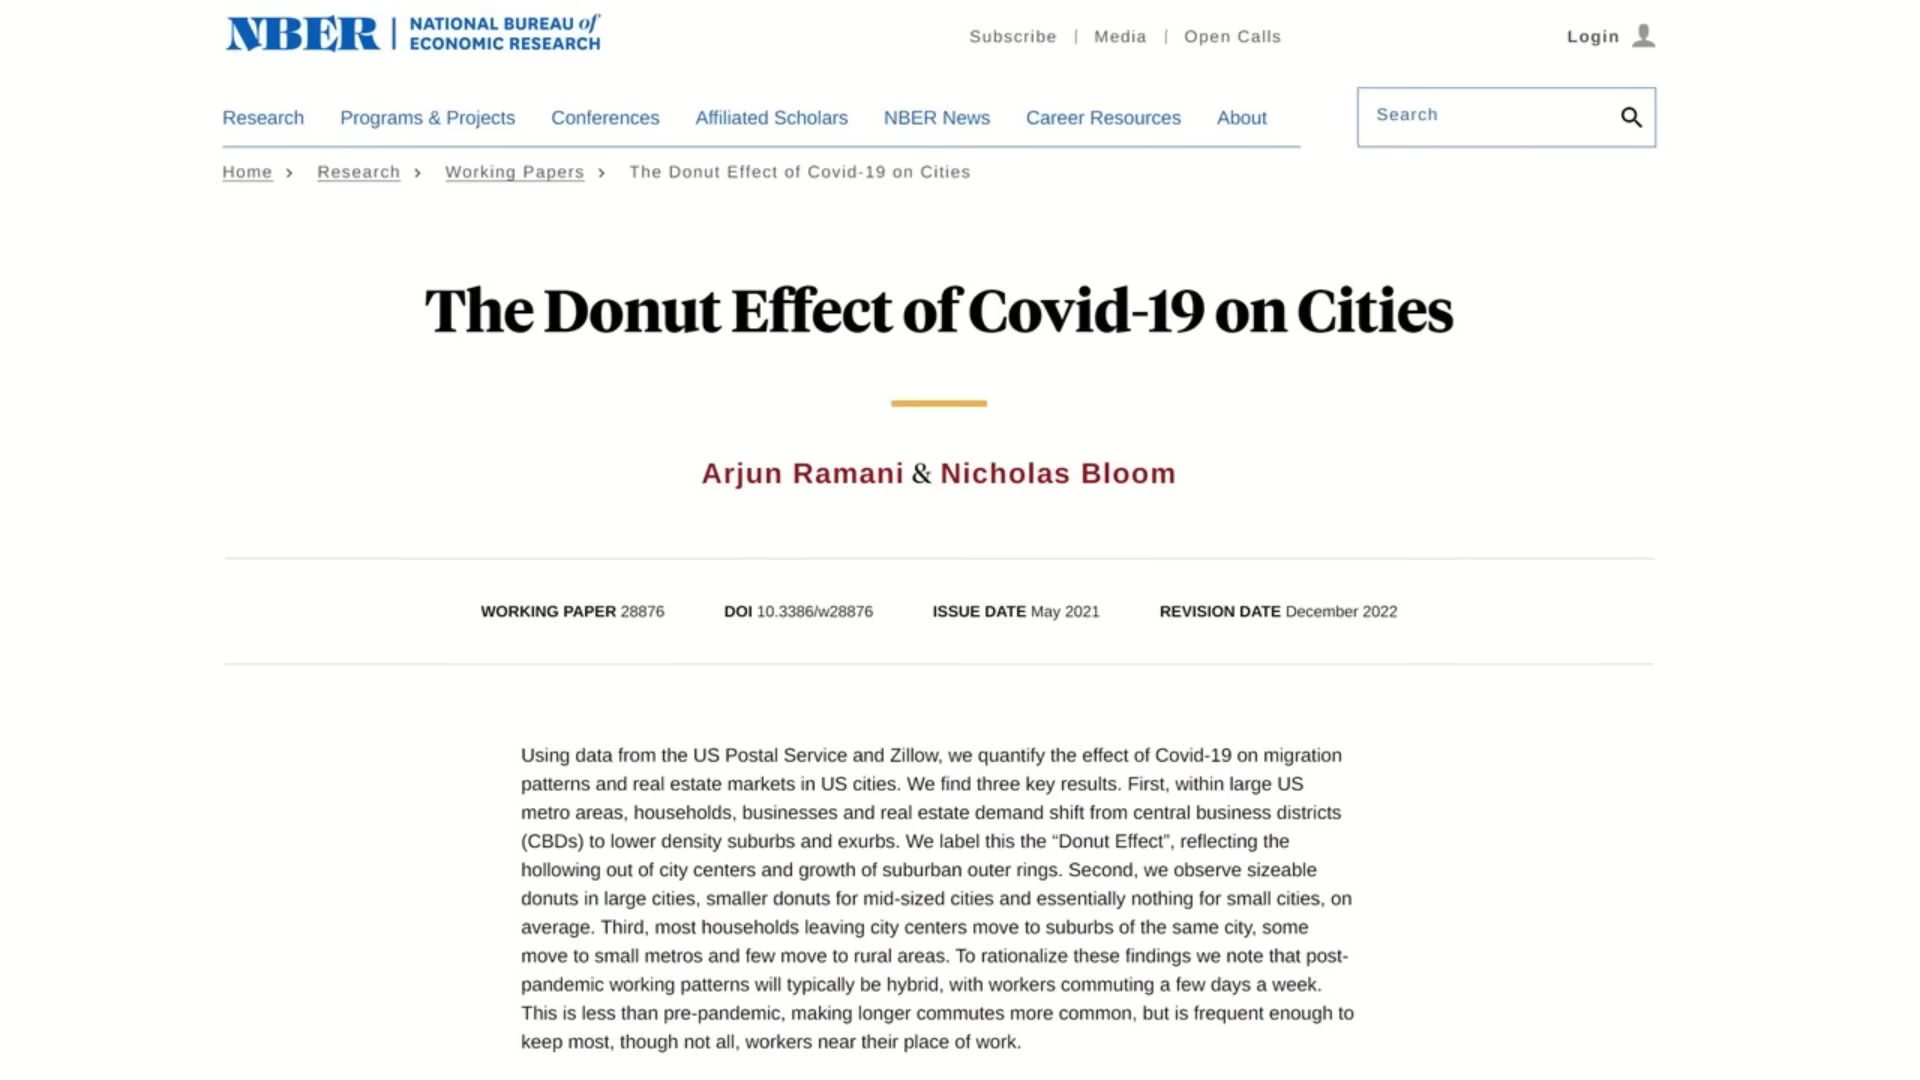 NBER | NATIONAL BUREAU of
ECONOMIC RESEARCH
Subscribe | Media | Open Calls
Login
Research Programs & Projects Conferences Affiliated Scholars NBER News Career Resources About
Search
Home > Research > Working Papers > The Donut Effect of Covid-19 on Cities
The Donut Effect of Covid-19 on Cities
Arjun Ramani & Nicholas Bloom
WORKING PAPER 28876 DOI 10.3386/w28876 ISSUE DATE May 2021 REVISION DATE December 2022
Using data from the US Postal Service and Zillow, we quantify the effect of Covid-19 on migration
patterns and real estate markets in US cities. We find three key results. First, within large US
metro areas, households, businesses and real estate demand shift from central business districts
(CBDs) to lower density suburbs and exurbs. We label this the “Donut Effect”, reflecting the
hollowing out of city centers and growth of suburban outer rings. Second, we observe sizeable
donuts in large cities, smaller donuts for mid-sized cities and essentially nothing for small cities, on
average. Third, most households leaving city centers move to suburbs of the same city, some
move to small metros and few move to rural areas. To rationalize these findings we note that post-
pandemic working patterns will typically be hybrid, with workers commuting a few days a week.
This is less than pre-pandemic, making longer commutes more common, but is frequent enough to
keep most, though not all, workers near their place of work.